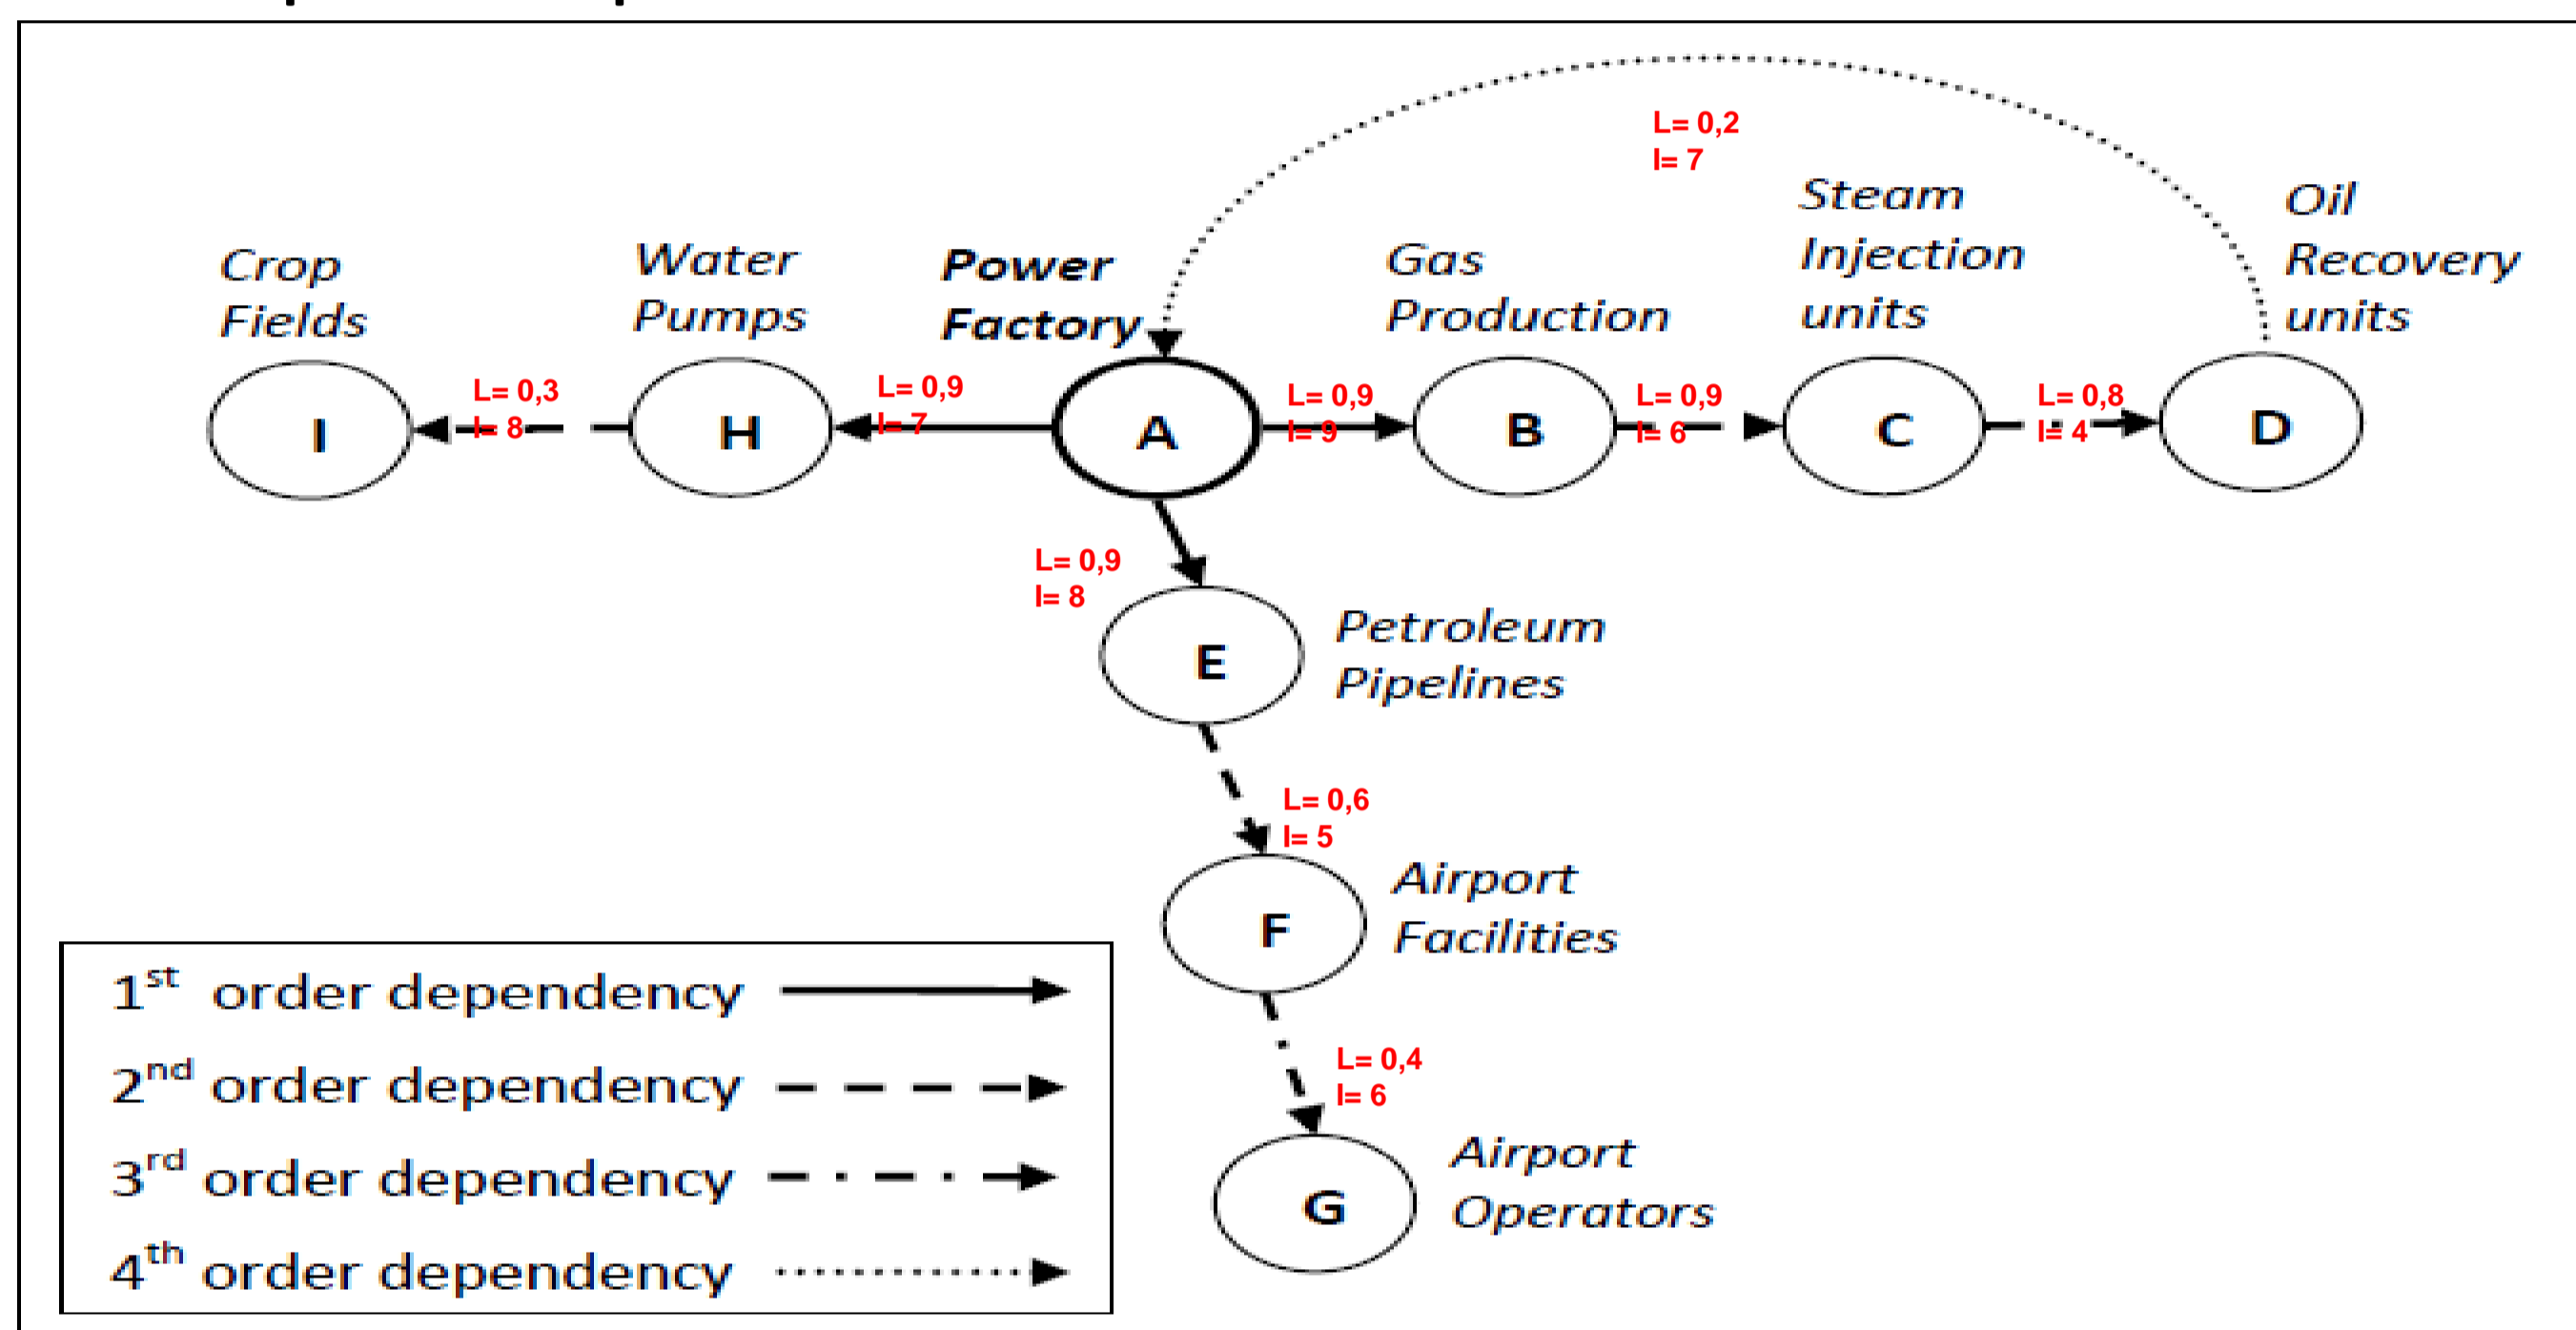 L= 0,2
I= 7
Steam
Injection
units
Oil
Recovery
units
Crop
Fields
Water
Pumps
Power
Factory
Gas
Production
L= 0,3
I= 8
L= 0,9
I= 7
L= 0,9
I= 9
L= 0,9
I= 6
L= 0,8
I= 4
I
H
A
B
C
D
L= 0,9
I= 8
E
Petroleum
Pipelines
L= 0,6
I= 5
F
Airport
Facilities
L= 0,4
I= 6
G
Airport
Operators
1st order dependency
2nd order dependency
3rd order dependency
4th order dependency